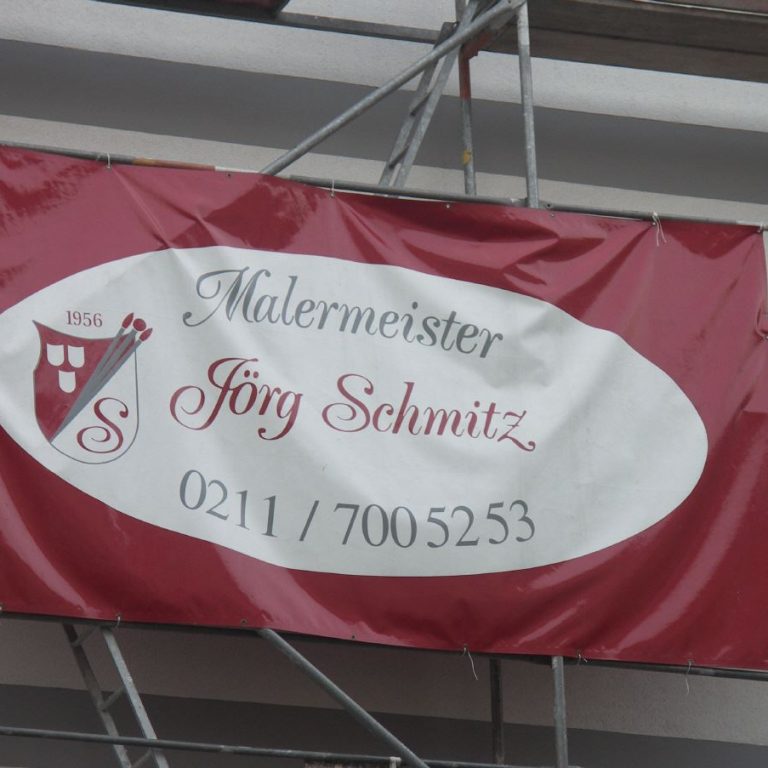 1956
Malermeister
Jörg Schmitz
S
0211 / 7005253